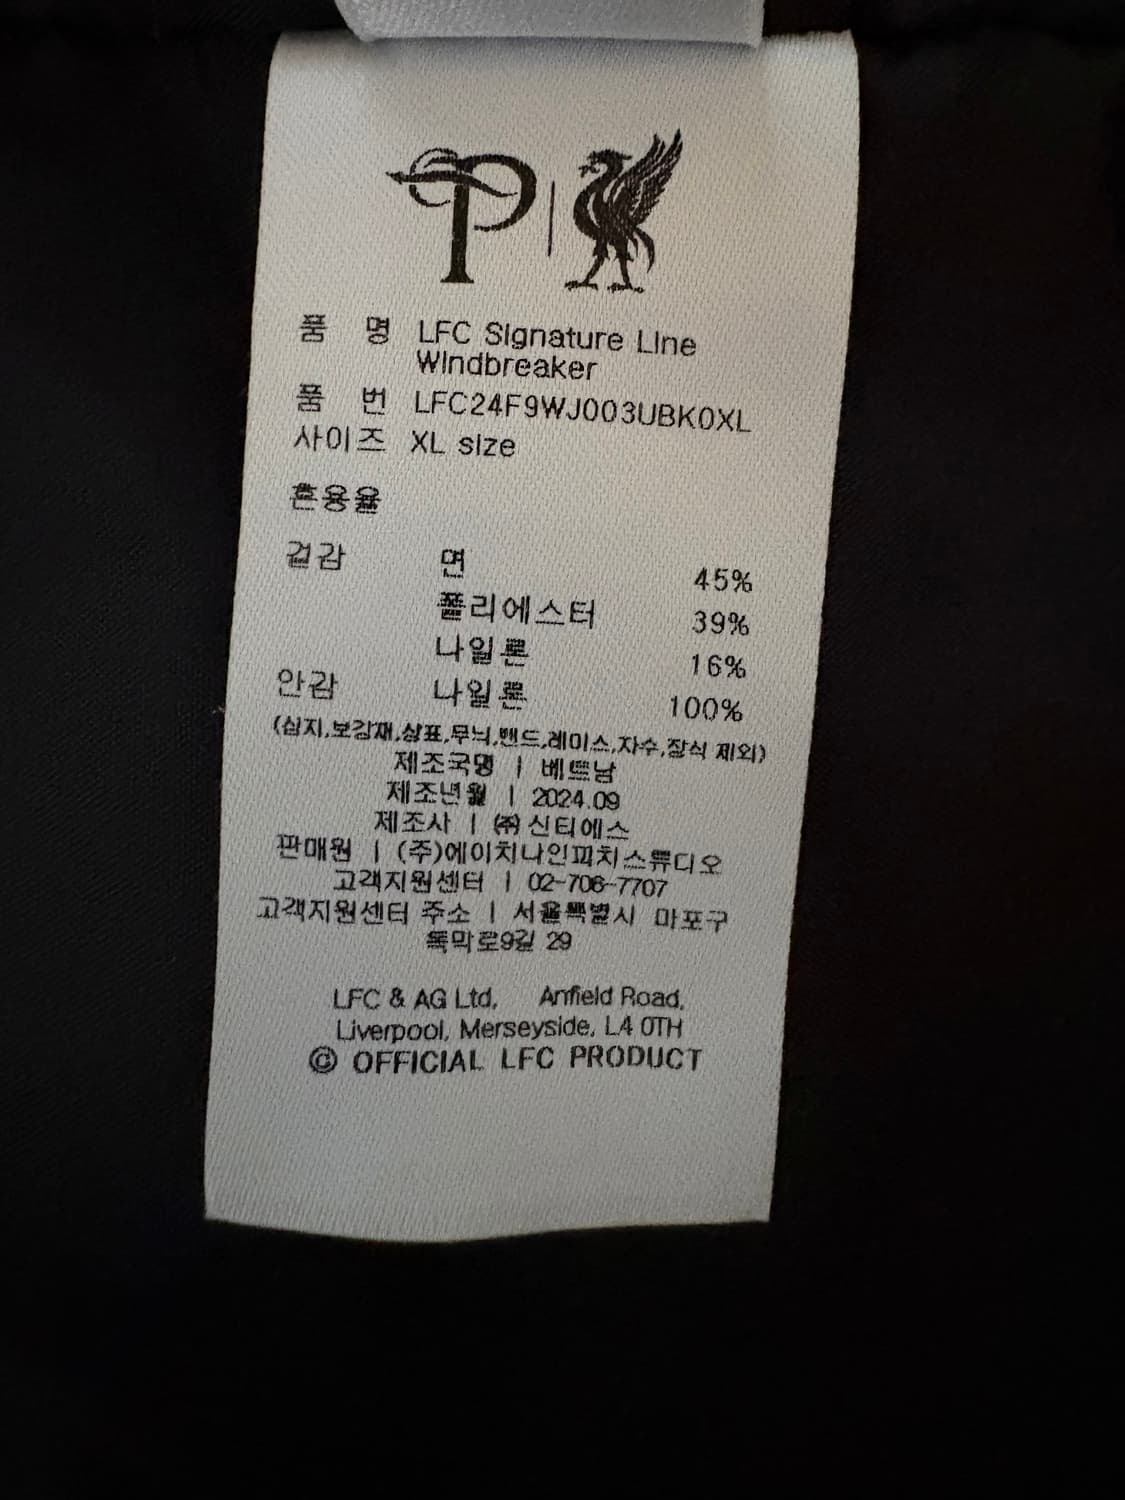 P
품 명 LFC Signature Line
Windbreaker
품 번 LFC24F9WJ003UBK0XL
사이즈 XL size
혼용율
겉감 면 45%
폴리에스터 39%
나일론 16%
안감 나일론 100%
(심지,보강재,상표,무늬,밴드,레이스,자수,장식 제외)
제조국명 | 베트남
제조년월 | 2024.09
제조사 | ㈜신티에스
판매원 | (주)에이치나인피치스튜디오
고객지원센터 | 02-706-7707
고객지원센터 주소 | 서울특별시 마포구
독막로9길 29
LFC & AG Ltd, Anfield Road,
Liverpool, Merseyside, L4 0TH
© OFFICIAL LFC PRODUCT